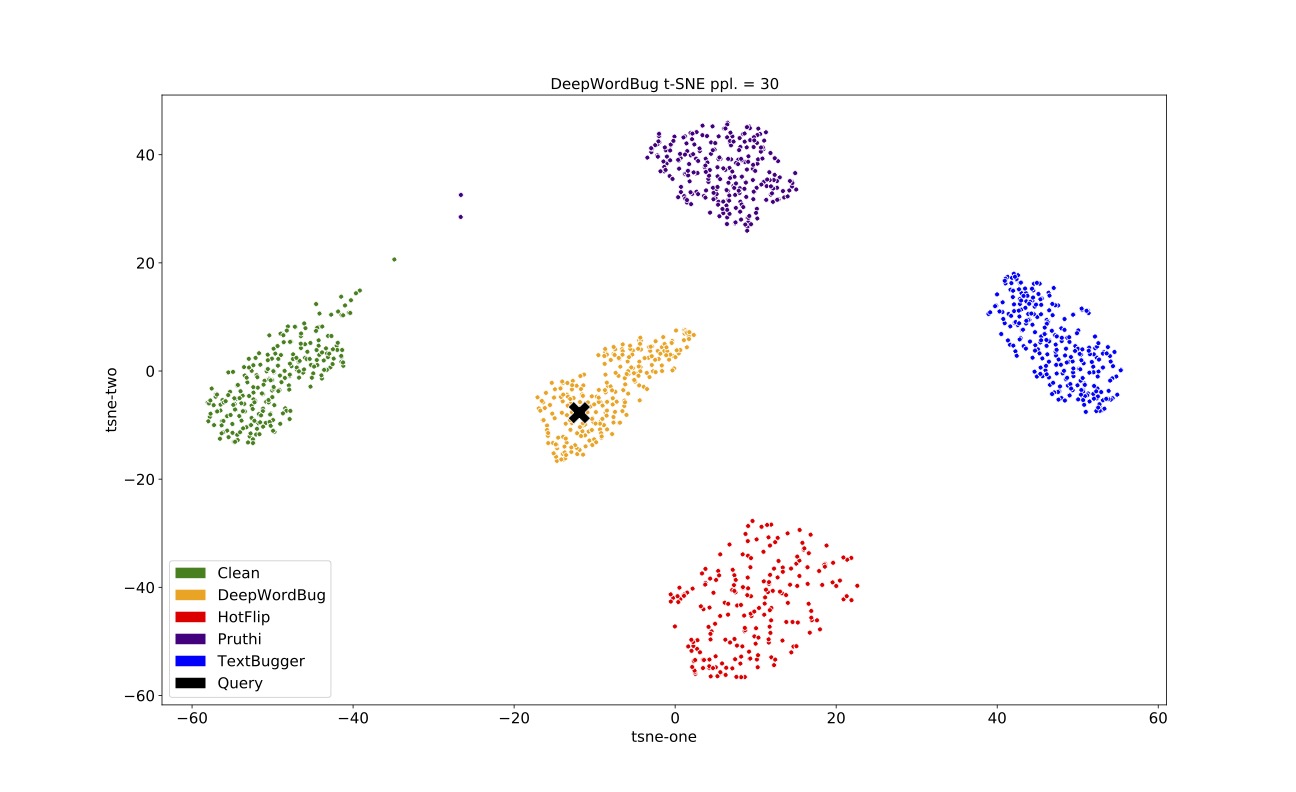 DeepWordBug t-SNE ppl. = 30
tsne-two
40
20
0
−20
−40
−60
Clean
DeepWordBug
HotFlip
Pruthi
TextBugger
Query
−60 −40 −20 0 20 40 60
tsne-one